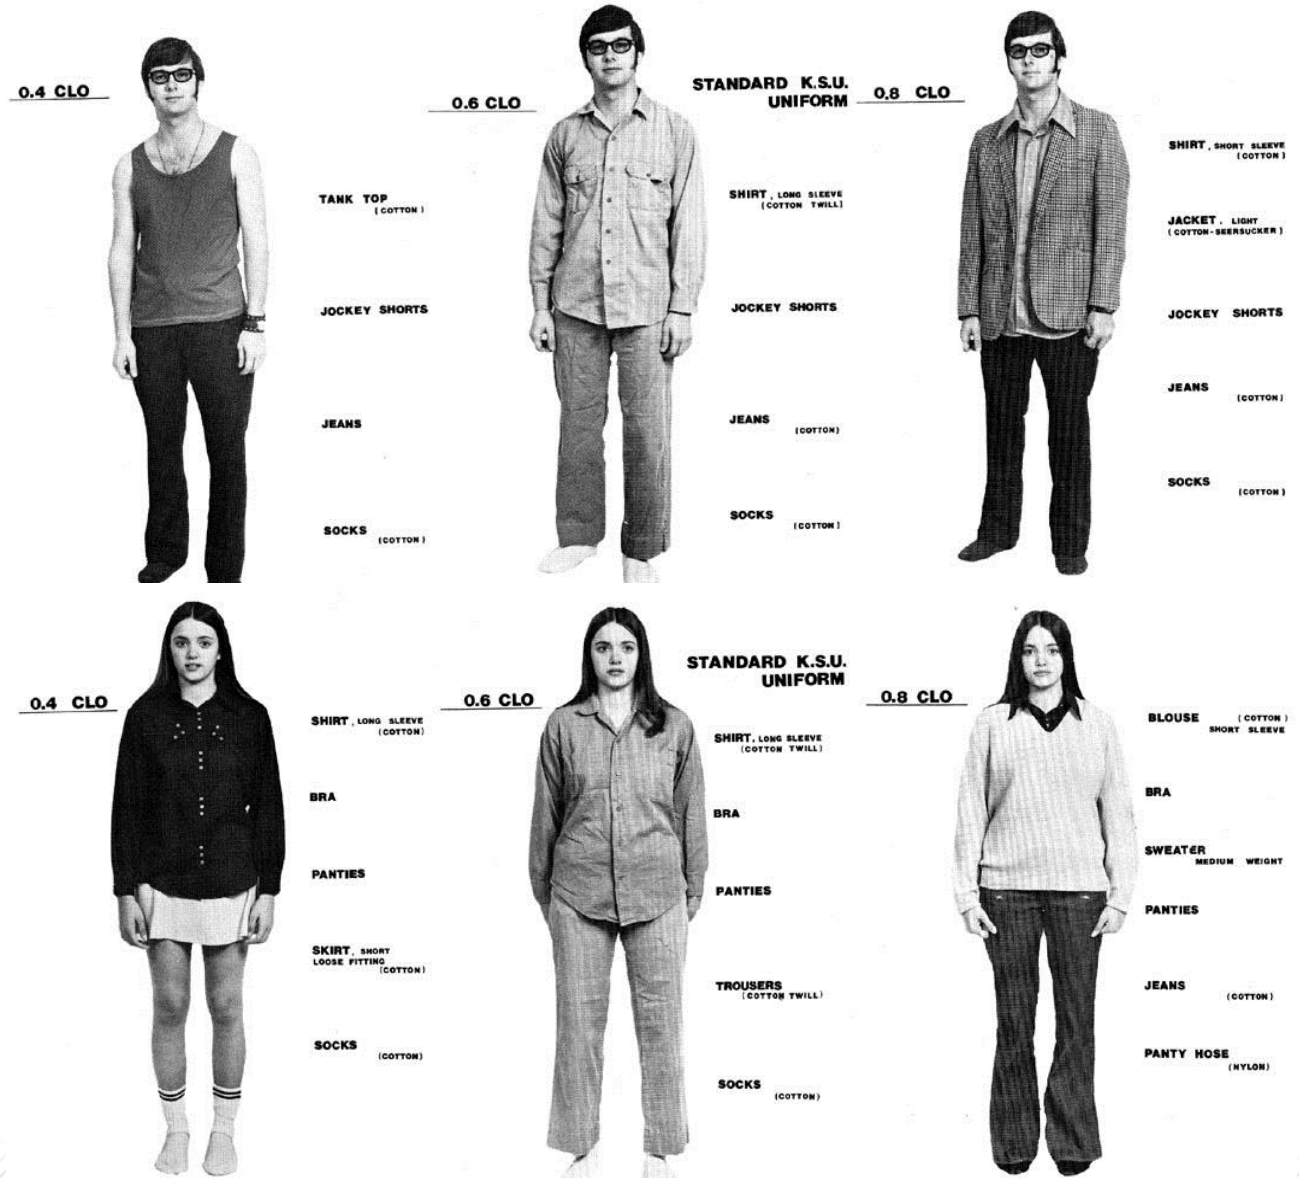 0.4 CLO
TANK TOP
(COTTON)
JOCKEY SHORTS
JEANS
SOCKS
(COTTON)
0.6 CLO
STANDARD K.S.U.
UNIFORM
SHIRT, LONG SLEEVE
(COTTON TWILL)
JOCKEY SHORTS
JEANS
(COTTON)
SOCKS
(COTTON)
0.8 CLO
SHIRT, SHORT SLEEVE
(COTTON)
JACKET, LIGHT
(COTTON-SEERSUCKER)
JOCKEY SHORTS
JEANS
(COTTON)
SOCKS
(COTTON)
0.4 CLO
SHIRT, LONG SLEEVE
(COTTON)
BRA
PANTIES
SKIRT, SHORT
LOOSE FITTING
(COTTON)
SOCKS
(COTTON)
0.6 CLO
STANDARD K.S.U.
UNIFORM
SHIRT, LONG SLEEVE
(COTTON TWILL)
BRA
PANTIES
TROUSERS
(COTTON TWILL)
SOCKS
(COTTON)
0.8 CLO
BLOUSE (COTTON)
SHORT SLEEVE
BRA
SWEATER
MEDIUM WEIGHT
PANTIES
JEANS
(COTTON)
PANTY HOSE
(NYLON)